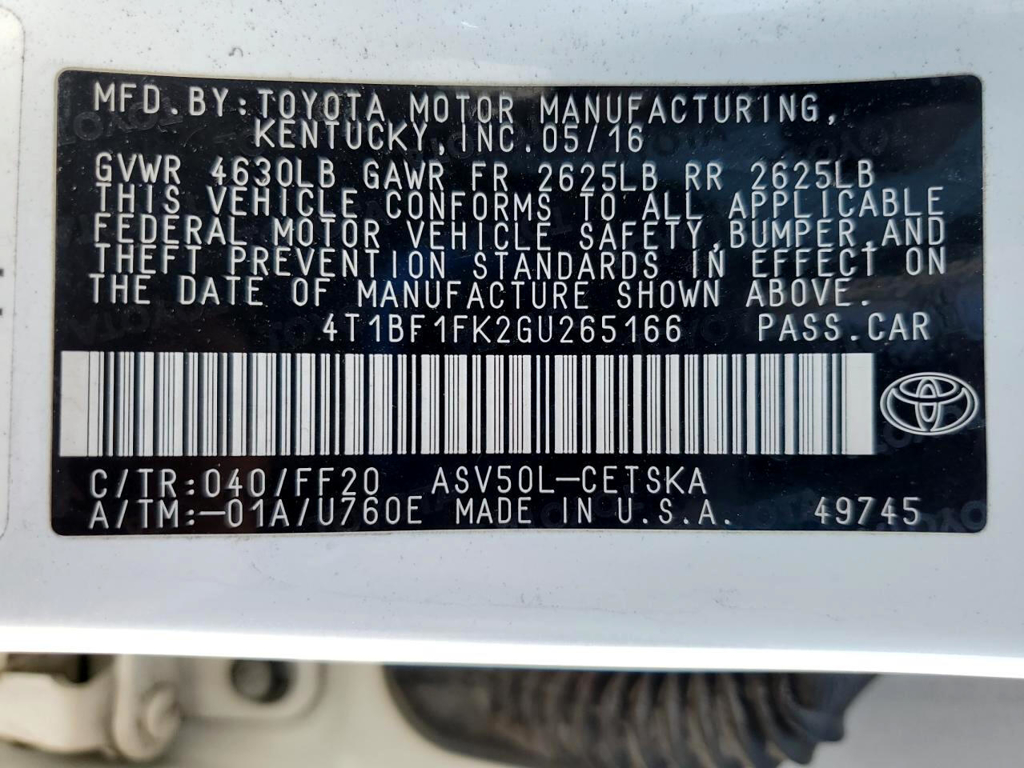 MFD.BY:TOYOTA MOTOR MANUFACTURING,
KENTUCKY,INC.05/16
GVWR 4630LB GAWR FR 2625LB RR 2625LB
THIS VEHICLE CONFORMS TO ALL APPLICABLE
FEDERAL MOTOR VEHICLE SAFETY,BUMPER,AND
THEFT PREVENTION STANDARDS IN EFFECT ON
THE DATE OF MANUFACTURE SHOWN ABOVE.
4T1BF1FK2GU265166 PASS.CAR
C/TR:040/FF20 ASV50L-CETSKA
A/TM:-01A/U760E MADE IN U.S.A. 49745